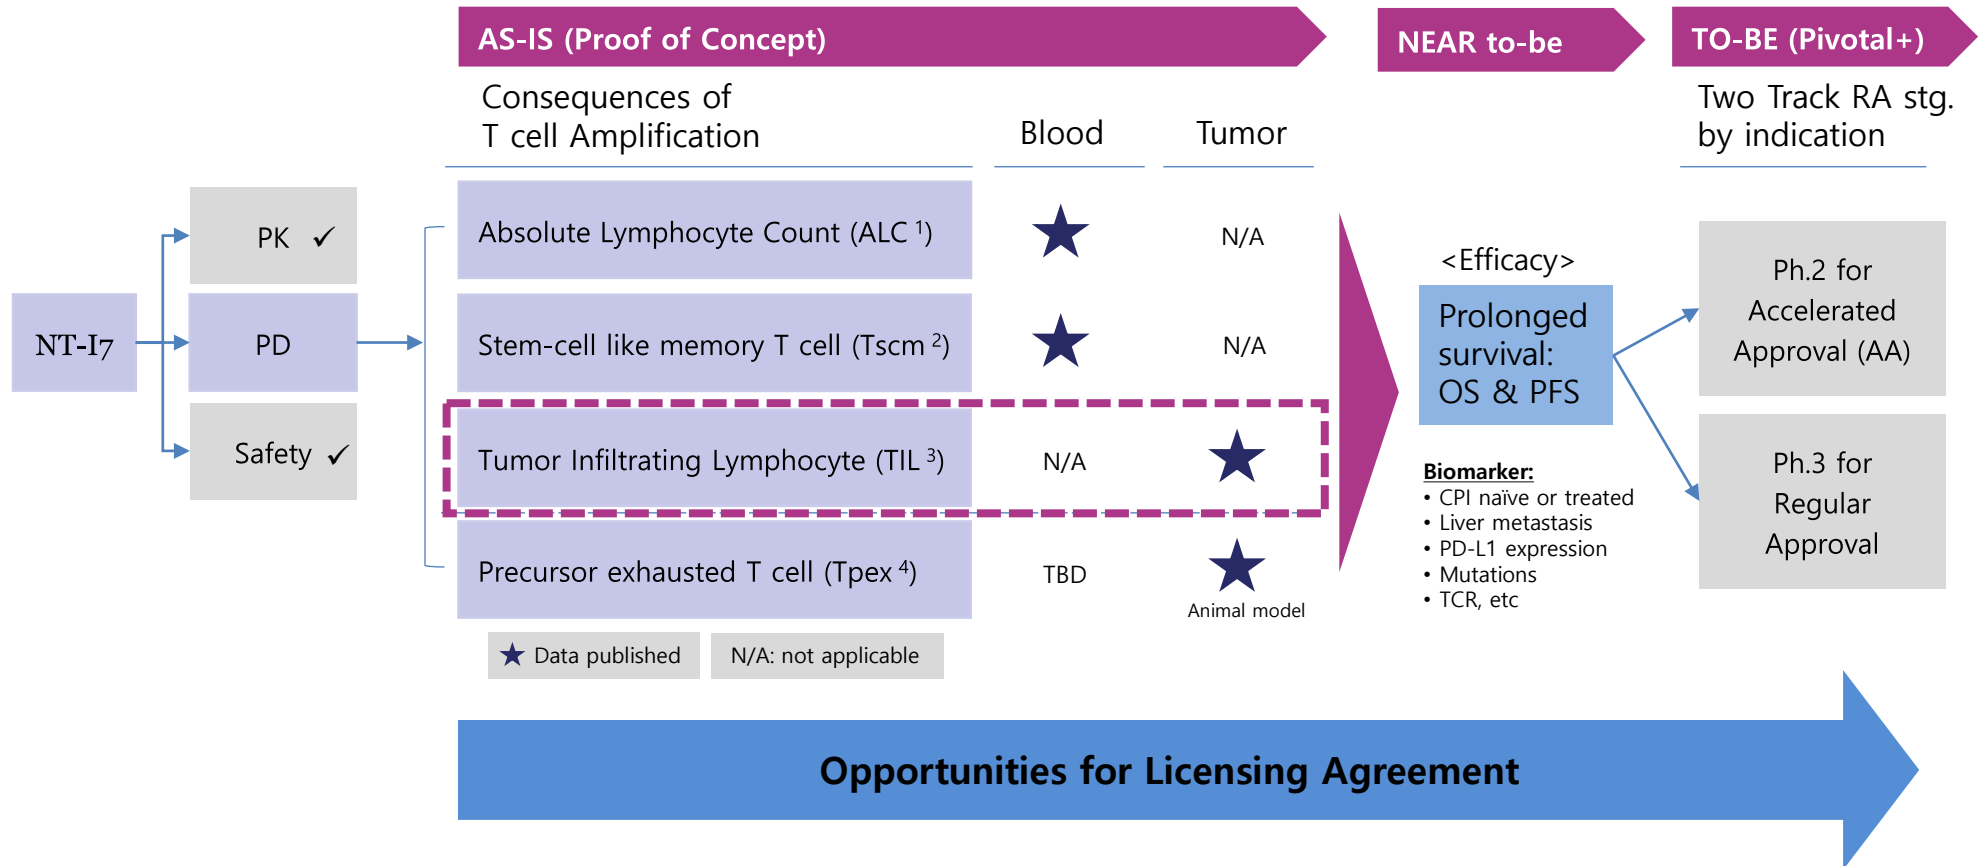 AS-IS (Proof of Concept)
NEAR to-be
TO-BE (Pivotal+)
Consequences of
T cell Amplification
Blood
Tumor
Two Track RA stg.
by indication
NT-I7
PK ✓
PD
Safety ✓
Absolute Lymphocyte Count (ALC 1)
N/A
Stem-cell like memory T cell (Tscm 2)
N/A
Tumor Infiltrating Lymphocyte (TIL 3)
N/A
Precursor exhausted T cell (Tpex 4)
TBD
Animal model
★ Data published
N/A: not applicable
<Efficacy>
Prolonged
survival:
OS & PFS
Biomarker:
• CPI naïve or treated
• Liver metastasis
• PD-L1 expression
• Mutations
• TCR, etc
Ph.2 for
Accelerated
Approval (AA)
Ph.3 for
Regular
Approval
Opportunities for Licensing Agreement